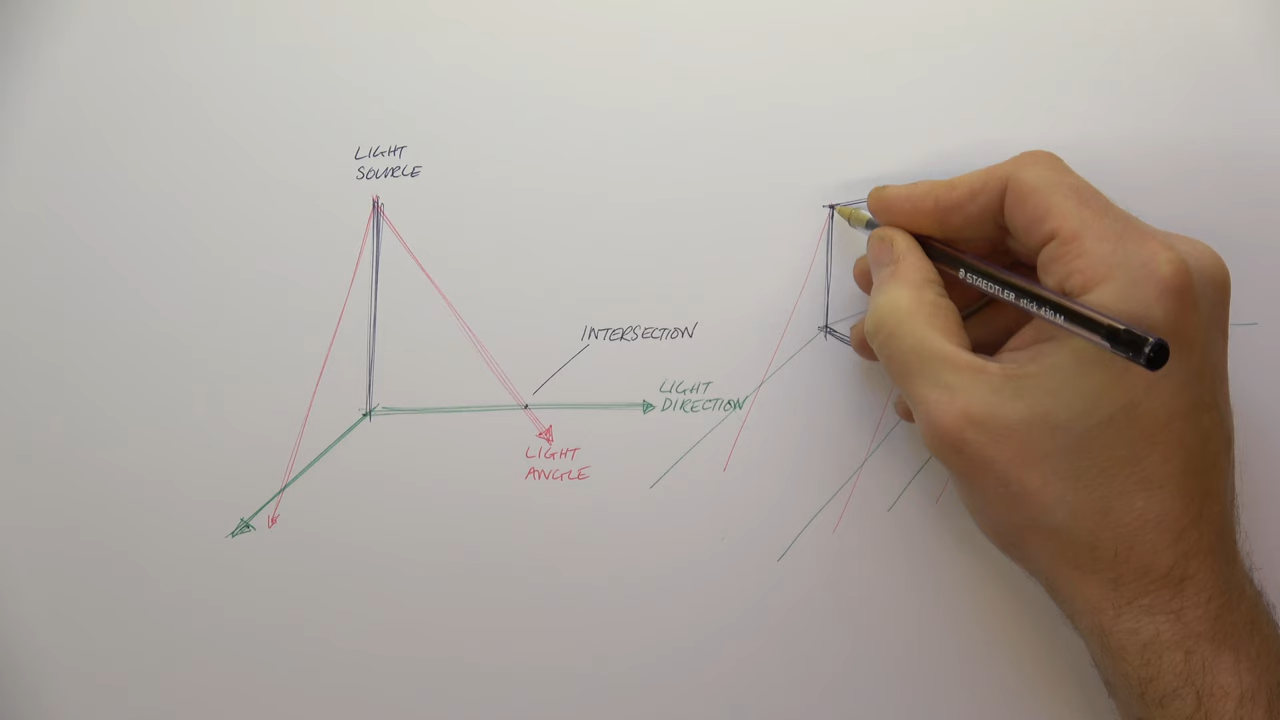 LIGHT
SOURCE
INTERSECTION
LIGHT
DIRECTION
LIGHT
ANGLE
STAEDTLER stick 430 M